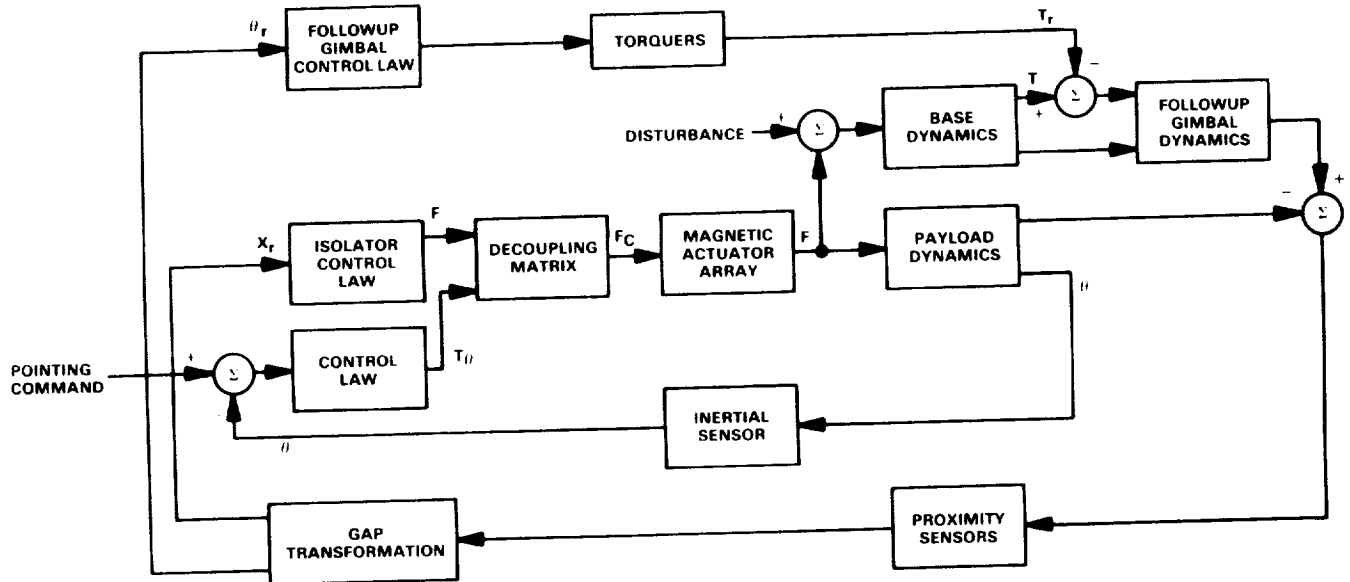 θr
FOLLOWUP
GIMBAL
CONTROL LAW
TORQUERS
Tr
−
T
+
Σ
FOLLOWUP
GIMBAL
DYNAMICS
DISTURBANCE
+
Σ
BASE
DYNAMICS
+
−
Σ
Xr
ISOLATOR
CONTROL
LAW
F
DECOUPLING
MATRIX
FC
MAGNETIC
ACTUATOR
ARRAY
F
PAYLOAD
DYNAMICS
θ
POINTING
COMMAND
+
Σ
CONTROL
LAW
Tθ
θ
INERTIAL
SENSOR
GAP
TRANSFORMATION
PROXIMITY
SENSORS